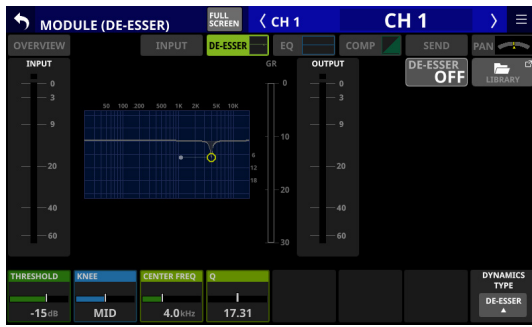 MODULE (DE-ESSER)
FULL SCREEN
CH 1
CH 1
OVERVIEW
INPUT
DE-ESSER
EQ
COMP
SEND
PAN
INPUT
0
3
9
20
40
60
50 100 200 500 1K 2K 5K 10K
6
12
18
GR
0
10
20
30
OUTPUT
0
3
9
20
40
60
DE-ESSER
OFF
LIBRARY
THRESHOLD
-15dB
KNEE
MID
CENTER FREQ
4.0kHz
Q
17.31
DYNAMICS
TYPE
DE-ESSER